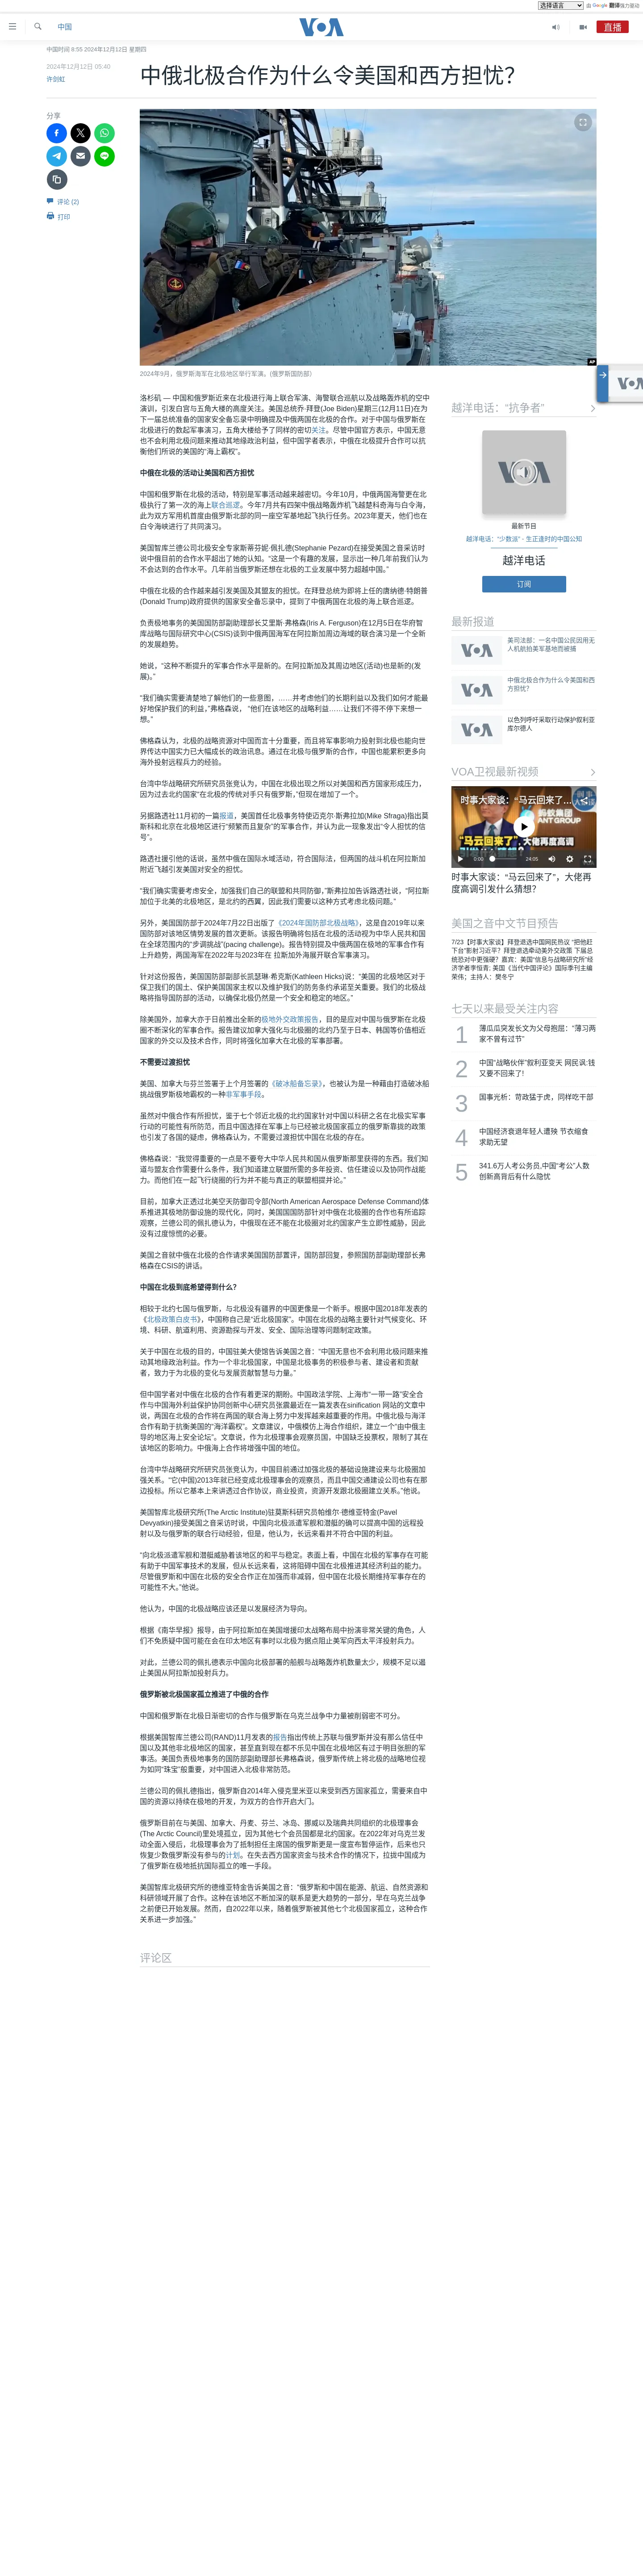 选择语言
由 Google 翻译强力驱动
中国
VOA
直播
中国时间 8:55 2024年12月12日 星期四
2024年12月12日 05:40
许剑虹
中俄北极合作为什么令美国和西方担忧？
分享
评论 (2)
打印
AP
2024年9月，俄罗斯海军在北极地区举行军演。(俄罗斯国防部）
洛杉矶 — 中国和俄罗斯近来在北极进行海上联合军演、海警联合巡航以及战略轰炸机的空中
演训，引发白宫与五角大楼的高度关注。美国总统乔·拜登(Joe Biden)星期三(12月11日)在为
下一届总统准备的国家安全备忘录中明确提及中俄两国在北极的合作。对于中国与俄罗斯在
北极进行的数起军事演习，五角大楼给予了同样的密切关注。尽管中国官方表示，中国无意
也不会利用北极问题来推动其地缘政治利益，但中国学者表示，中俄在北极提升合作可以抗
衡他们所说的美国的“海上霸权”。
中俄在北极的活动让美国和西方担忧
中国和俄罗斯在北极的活动，特别是军事活动越来越密切。今年10月，中俄两国海警更在北
极执行了第一次的海上联合巡逻。今年7月共有四架中俄战略轰炸机飞越楚科奇海与白令海，
此为双方军用机首度由俄罗斯北部的同一座空军基地起飞执行任务。2023年夏天，他们也在
白令海峡进行了共同演习。
美国智库兰德公司北极安全专家斯蒂芬妮·佩扎德(Stephanie Pezard)在接受美国之音采访时
说中俄目前的合作水平超出了她的认知。“这是一个有趣的发展，显示出一种几年前我们认为
不会达到的合作水平。几年前当俄罗斯还想在北极的工业发展中努力超越中国。”
中俄在北极的合作越来越引发美国及其盟友的担忧。在拜登总统为即将上任的唐纳德·特朗普
(Donald Trump)政府提供的国家安全备忘录中，提到了中俄两国在北极的海上联合巡逻。
负责极地事务的美国国防部副助理部长艾里斯·弗格森(Iris A. Ferguson)在12月5日在华府智
库战略与国际研究中心(CSIS)谈到中俄两国海军在阿拉斯加周边海域的联合演习是一个全新
的发展趋势。
她说，“这种不断提升的军事合作水平是新的。在阿拉斯加及其周边地区(活动)也是新的(发
展)。”
“我们确实需要清楚地了解他们的一些意图，……并考虑他们的长期利益以及我们如何才能最
好地保护我们的利益，”弗格森说， “他们在该地区的战略利益……让我们不得不停下来想一
想。”
佛格森认为，北极的战略资源对中国而言十分重要，而且将军事影响力投射到北极也能向世
界传达中国实力已大幅成长的政治讯息。通过在北极与俄罗斯的合作，中国也能累积更多向
海外投射远程兵力的经验。
台湾中华战略学所研究员张竞认为，中国在北极出现之所以对美国和西方国家形成压力，
因为过去北约国家“在北极的传统对手只有俄罗斯，”但现在增加了一个。
另据路透社11月初的一篇报道，美国首任北极事务特使迈克尔·斯弗拉加(Mike Sfraga)指出莫
斯科和北京在北极地区进行“频繁而且复杂”的军事合作，并认为此一现象发出“令人担忧的信
号”。
路透社援引他的话说，虽然中俄在国际水域活动，符合国际法，但两国的战斗机在阿拉斯加
附近飞越引发美国对安全的担忧。
“我们确实需要考虑安全，加强我们自己的联盟和共同防御，”斯弗拉加告诉路透社说，“阿拉斯
加位于美加的北极地区，是北约的西翼，因此我们需要以这种方式考虑北极问题。”
另外，美国国防部于2024年7月22日出版了《2024年国防部北极战略》，这是自2019年以来
国防部对该地区情势发展的首次更新。该报告明确将包括在北极的活动视为中华人民共和国
在全球范围内的“步调挑战”(pacing challenge)。报告特别提及中俄两国在极地的军事合作有
上升趋势，两国海军在2022年与2023年在 拉斯加外海展开联合军事演习。
针对这份报告，美国国防部副部长凯瑟琳·希克斯(Kathleen Hicks)说：“美国的北极地区对于
保卫我们的国土、保护美国国家主权以及维护我们的防务条约承诺至关重要。我们的北极战
略将指导国防部的活动，以确保北极仍然是一个安全和稳定的地区。”
除美国外，加拿大亦于日前推出全新的极地外交政策报告，目的是因应对中国与俄罗斯在北极
圈不断深化的军事合作。报告建议加拿大强化与北极圈的北约乃至于日本、韩国等价值相近
国家的外交以及技术合作，同时将强化加拿大在北极的军事部署。
不需要过渡担忧
美国、加拿大与芬兰签署于上个月签署的《破冰船备忘录》，也被认为是一种藉由打造破冰船
挑战俄罗斯极地霸权的一种非军事手段。
虽然对中俄合作有所担忧，鉴于七个邻近北极的北约国家针对中国以科研之名在北极实军事
行动的可能性有所防范，而且中国选择在军事上与已经被北极国家孤立的俄罗斯靠拢的政策
也引发了各国的疑虑，佛格森认为，不需要过渡担忧中国在北极的存在。
佛格森说：“我觉得重要的一点是不要夸大中华人民共和国从俄罗斯那里获得的东西。我们知
道与盟友合作需要什么条件，我们知道建立联盟所需的多年投资、信任建设以及协作战斗能
力。而他们在一起飞行绕圈的行为并不能与真正的联盟相提并论。”
目前，加拿大正透过北美空天防御司令部(North American Aerospace Defense Command)体
系推进其极地防御设施的现代化，同时，美国国国防部针对中俄在北极圈的合作也有所追踪
观察，兰德公司的佩扎德认为，中俄现在还不能在北极圈对北约国家产生立即性威胁，因此
没有过度惊慌的必要。
美国之音就中俄在北极的合作请求美国国防部置评，国防部回复，参照国防部副助理部长弗
格森在CSIS的讲话。
中国在北极到底希望得到什么？
相较于北约七国与俄罗斯，与北极没有疆界的中国更像是一个新手。根据中国2018年发表的
《北极政策白皮书》，中国称自己是“近北极国家”。中国在北极的战略主要针对气候变化、环
境、科研、航道利用、资源勘探与开发、安全、国际治理等问题制定政策。
关于中国在北极的目的，中国驻美大使馆告诉美国之音：“中国无意也不会利用北极问题来推
动其地缘政治利益。作为一个非北极国家，中国是北极事务的积极参与者、建设者和贡献
者，致力于为北极的变化与发展贡献智慧与力量。”
但中国学者对中俄在北极的合作有着更深的期盼。中国政法学院、上海市“一带一路”安全合
作与中国海外利益保护协同创新中心研究员张震最近在一篇发表在sinification 网站的文章中
说，两国在北极的合作将在两国的联合海上努力中发挥越来越重要的作用。中俄北极与海洋
合作有助于抗衡美国的“海洋霸权”。文章建议，中俄模仿上海合作组织，建立一个“由中俄主
导的地区海上安全论坛”。文章说，作为北极理事会观察员国，中国缺乏投票权，限制了其在
该地区的影响力。中俄海上合作将增强中国的地位。
台湾中华战略学所研究所研究员张竞认为，中国目前通过加强北极的基础设施建设来与北极圈加
强关系。“它(中国)2013年就已经变成北极理事会的观察员，而且中国交通建设公司也有在那
边投标。所以它基本上来讲透过合作协议，商业投资，资源开发跟北极圈建立关系。”他说。
美国智库北极研究所(The Arctic Institute)驻莫斯科研究员帕维尔·德维亚特金(Pavel
Devyatkin)接受美国之音采访时说，中国向北极派遣军舰和潜艇的确可以提高中国的远程投
射以及与俄罗斯的联合行动经验，但是，他认为，长远来看并不符合中国的利益。
“向北极派遣军舰和潜艇威胁着该地区的和平与稳定。表面上看，中国在北极的军事存在可能
有助于中国军事技术的发展，但从长远来看，这将阻碍中国在北极推进其经济利益的能力。
尽管俄罗斯和中国在北极的安全合作正在加强而非减弱，但中国在北极长期维持军事存在的
可能性不大。”他说。
他认为，中国的北极战略应该还是以发展经济为导向。
根据《南华早报》报导，由于阿拉斯加在美国增援印太战略布局中扮演非常关键的角色，人
们不免质疑中国可能在会在印太地区有事时以北极为据点阻止美军向西太平洋投射兵力。
对此，兰德公司的佩扎德表示中国向北极部署的船舰与战略轰炸机数量太少，规模不足以遏
止美国从阿拉斯加投射兵力。
俄罗斯被北极国家孤立推进了中俄的合作
中国和俄罗斯在北极日渐密切的合作与俄罗斯在乌克兰战争中力量被削弱密不可分。
根据美国智库兰德公司(RAND)11月发表的报告指出传统上苏联与俄罗斯并没有那么信任中
国以及其他非北极地区的国家，甚至直到现在都不乐见中国在北极地区有过于明目张胆的军
事活。美国负责极地事务的国防部副助理部长弗格森说，俄罗斯传统上将北极的战略地位视
为如同“珠宝”般重要，对中国进入北极非常防范。
兰德公司的佩扎德指出，俄罗斯自2014年入侵克里米亚以来受到西方国家孤立，需要来自中
国的资源以持续在极地的开发，为双方的合作开启大门。
俄罗斯目前在与美国、加拿大、丹麦、芬兰、冰岛、挪威以及瑞典共同组织的北极理事会
(The Arctic Council)里处境孤立，因为其他七个会员国都是北约国家。在2022年对乌克兰发
动全面入侵后，北极理事会为了抵制担任主席国的俄罗斯更是一度宣布暂停运作，后来也只
恢复少数俄罗斯没有参与的计划。在失去西方国家资金与技术合作的情况下，拉拢中国成为
了俄罗斯在极地抵抗国际孤立的唯一手段。
美国智库北极研究所的德维亚特金告诉美国之音：“俄罗斯和中国在能源、航运、自然资源和
科研领域开展了合作。这种在该地区不断加深的联系是更大趋势的一部分，早在乌克兰战争
之前便已开始发展。然而，自2022年以来，随着俄罗斯被其他七个北极国家孤立，这种合作
关系进一步加强。”
评论区
越洋电话：“抗争者”
最新节目
越洋电话：“少数派” - 生正逢时的中国公知
越洋电话
订阅
最新报道
美司法部：一名中国公民因用无
人机航拍美军基地而被捕
中俄北极合作为什么令美国和西
方担忧？
以色列呼吁采取行动保护叙利亚
库尔德人
VOA卫视最新视频
时事大家谈：“马云回来了...
“马云回来了”大佬再度高调
0:00
24:05
时事大家谈：“马云回来了”，大佬再
度高调引发什么猜想？
美国之音中文节目预告
7/23【时事大家谈】拜登退选中国网民热议 “把他赶
下台”影射习近平？ 拜登退选牵动美外交政策 下届总
统恐对中更强硬？嘉宾：美国“信息与战略研究所”经
济学者李恒青; 美国《当代中国评论》国际季刊主编
荣伟；主持人：樊冬宁
七天以来最受关注内容
1
薄瓜瓜突发长文为父母抱屈：“薄习两
家不曾有过节”
2
中国“战略伙伴”叙利亚变天 网民讽:钱
又要不回来了!
3
国事光析：苛政猛于虎，同样吃干部
4
中国经济衰退年轻人遭殃 节衣缩食
求助无望
5
341.6万人考公务员,中国“考公”人数
创新高背后有什么隐忧